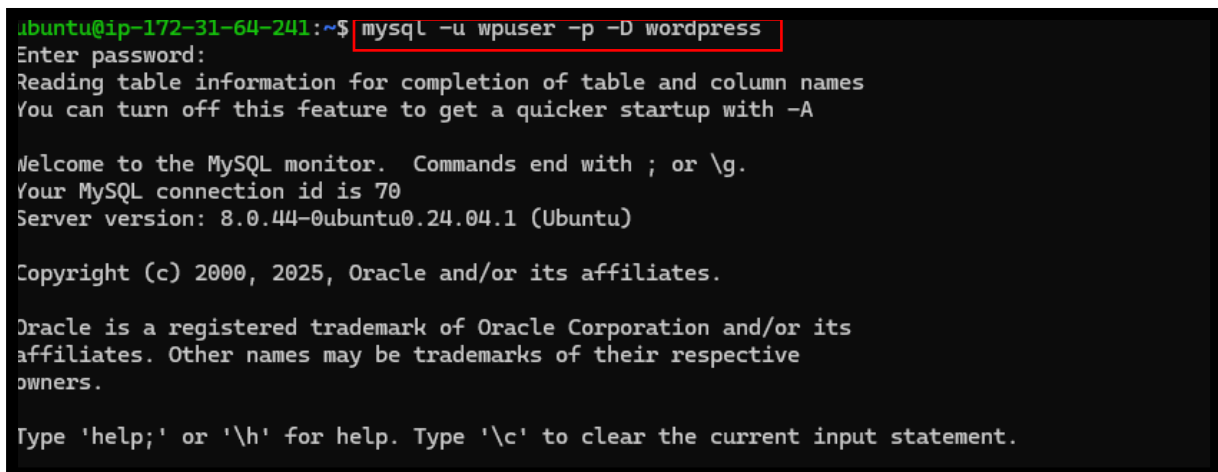 ubuntu@ip-172-31-64-241:~$ mysql -u wpuser -p -D wordpress
Enter password:
Reading table information for completion of table and column names
You can turn off this feature to get a quicker startup with -A
Welcome to the MySQL monitor.  Commands end with ; or \g.
Your MySQL connection id is 70
Server version: 8.0.44-0ubuntu0.24.04.1 (Ubuntu)
Copyright (c) 2000, 2025, Oracle and/or its affiliates.
Oracle is a registered trademark of Oracle Corporation and/or its
affiliates. Other names may be trademarks of their respective
owners.
Type 'help;' or '\h' for help. Type '\c' to clear the current input statement.